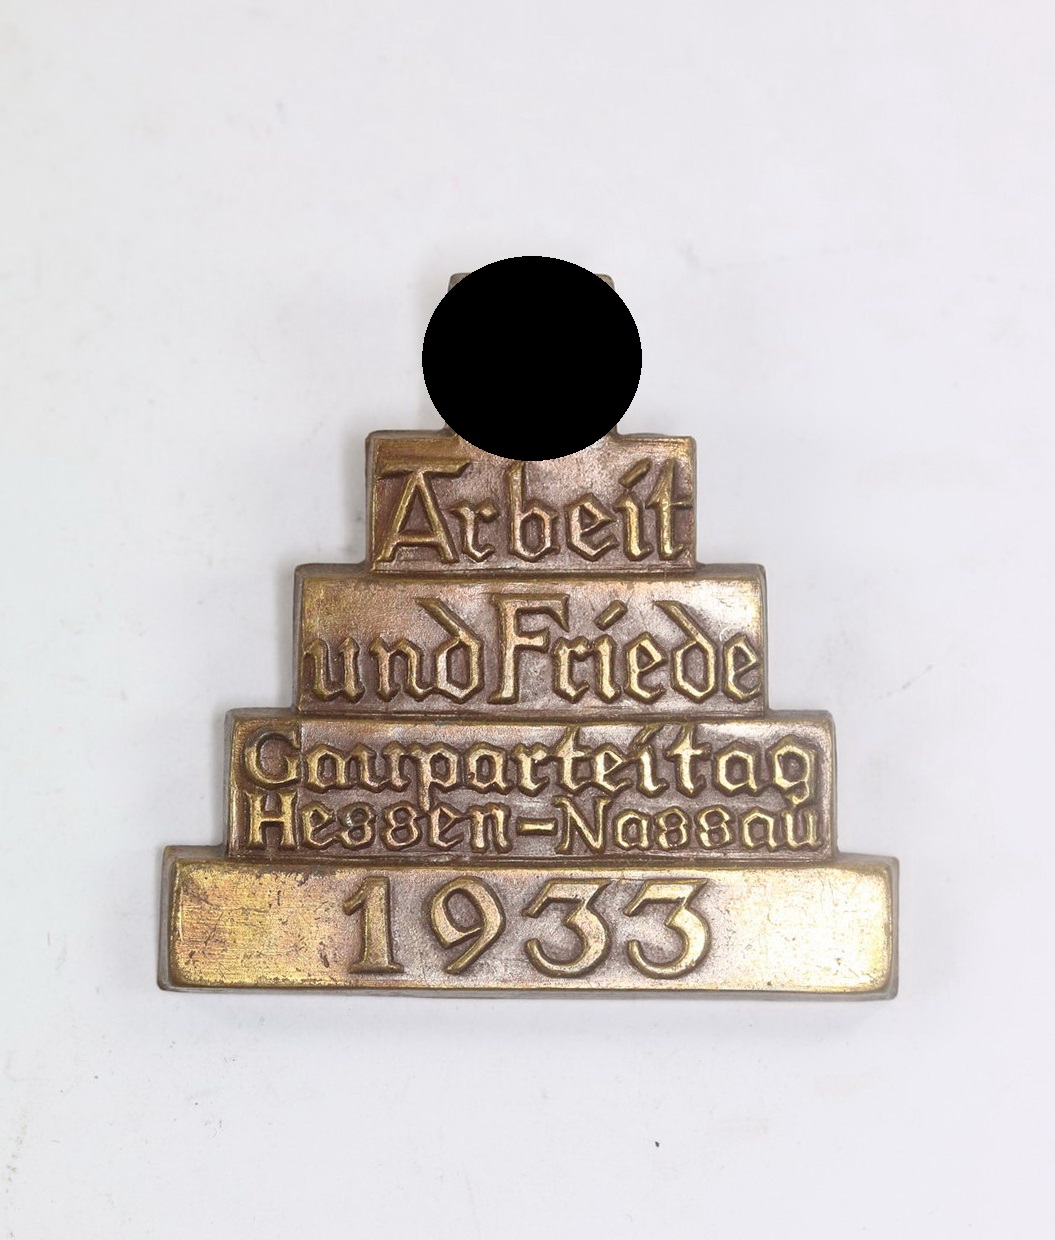 Arbeit
und Friede
Gauparteitag
Hessen-Nassau
1933